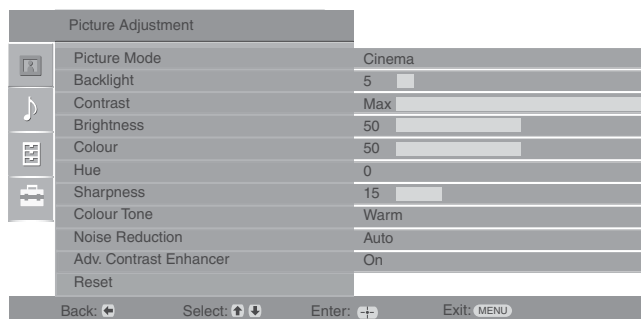 Picture Adjustment
Picture Mode Cinema
Backlight 5
Contrast Max
Brightness 50
Colour 50
Hue 0
Sharpness 15
Colour Tone Warm
Noise Reduction Auto
Adv. Contrast Enhancer On
Reset
Back: Select: Enter: Exit: MENU